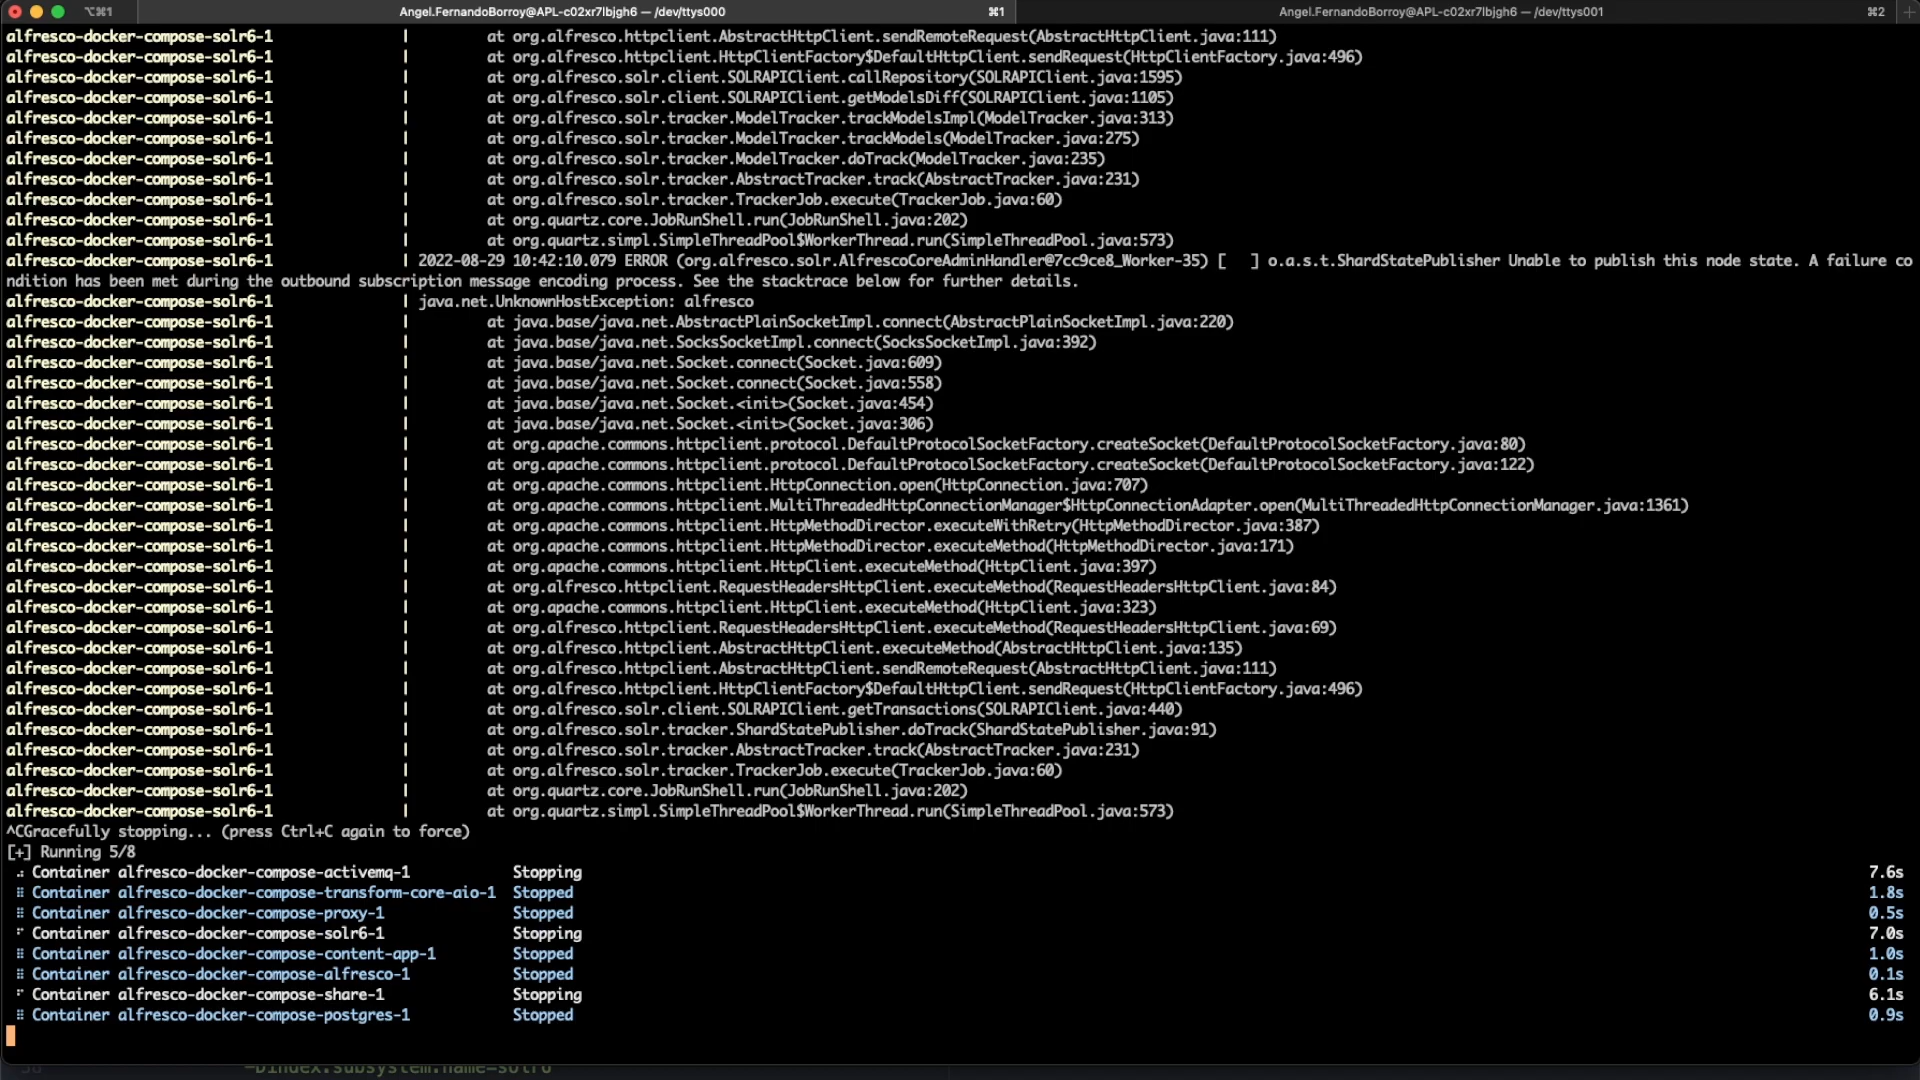 ⌥⌘1 Angel.FernandoBorroy@APL-c02xr7lbjgh6 — /dev/ttys000 ⌘1 Angel.FernandoBorroy@APL-c02xr7lbjgh6 — /dev/ttys001 ⌘2 +
alfresco-docker-compose-solr6-1 | at org.alfresco.httpclient.AbstractHttpClient.sendRemoteRequest(AbstractHttpClient.java:111)
alfresco-docker-compose-solr6-1 | at org.alfresco.httpclient.HttpClientFactory$DefaultHttpClient.sendRequest(HttpClientFactory.java:496)
alfresco-docker-compose-solr6-1 | at org.alfresco.solr.client.SOLRAPIClient.callRepository(SOLRAPIClient.java:1595)
alfresco-docker-compose-solr6-1 | at org.alfresco.solr.client.SOLRAPIClient.getModelsDiff(SOLRAPIClient.java:1105)
alfresco-docker-compose-solr6-1 | at org.alfresco.solr.tracker.ModelTracker.trackModelsImpl(ModelTracker.java:313)
alfresco-docker-compose-solr6-1 | at org.alfresco.solr.tracker.ModelTracker.trackModels(ModelTracker.java:275)
alfresco-docker-compose-solr6-1 | at org.alfresco.solr.tracker.ModelTracker.doTrack(ModelTracker.java:235)
alfresco-docker-compose-solr6-1 | at org.alfresco.solr.tracker.AbstractTracker.track(AbstractTracker.java:231)
alfresco-docker-compose-solr6-1 | at org.alfresco.solr.tracker.TrackerJob.execute(TrackerJob.java:60)
alfresco-docker-compose-solr6-1 | at org.quartz.core.JobRunShell.run(JobRunShell.java:202)
alfresco-docker-compose-solr6-1 | at org.quartz.simpl.SimpleThreadPool$WorkerThread.run(SimpleThreadPool.java:573)
alfresco-docker-compose-solr6-1 | 2022-08-29 10:42:10.079 ERROR (org.alfresco.solr.AlfrescoCoreAdminHandler@7cc9ce8_Worker-35) [ ] o.a.s.t.ShardStatePublisher Unable to publish this node state. A failure co
ndition has been met during the outbound subscription message encoding process. See the stacktrace below for further details.
alfresco-docker-compose-solr6-1 | java.net.UnknownHostException: alfresco
alfresco-docker-compose-solr6-1 | at java.base/java.net.AbstractPlainSocketImpl.connect(AbstractPlainSocketImpl.java:220)
alfresco-docker-compose-solr6-1 | at java.base/java.net.SocksSocketImpl.connect(SocksSocketImpl.java:392)
alfresco-docker-compose-solr6-1 | at java.base/java.net.Socket.connect(Socket.java:609)
alfresco-docker-compose-solr6-1 | at java.base/java.net.Socket.connect(Socket.java:558)
alfresco-docker-compose-solr6-1 | at java.base/java.net.Socket.<init>(Socket.java:454)
alfresco-docker-compose-solr6-1 | at java.base/java.net.Socket.<init>(Socket.java:306)
alfresco-docker-compose-solr6-1 | at org.apache.commons.httpclient.protocol.DefaultProtocolSocketFactory.createSocket(DefaultProtocolSocketFactory.java:80)
alfresco-docker-compose-solr6-1 | at org.apache.commons.httpclient.protocol.DefaultProtocolSocketFactory.createSocket(DefaultProtocolSocketFactory.java:122)
alfresco-docker-compose-solr6-1 | at org.apache.commons.httpclient.HttpConnection.open(HttpConnection.java:707)
alfresco-docker-compose-solr6-1 | at org.apache.commons.httpclient.MultiThreadedHttpConnectionManager$HttpConnectionAdapter.open(MultiThreadedHttpConnectionManager.java:1361)
alfresco-docker-compose-solr6-1 | at org.apache.commons.httpclient.HttpMethodDirector.executeWithRetry(HttpMethodDirector.java:387)
alfresco-docker-compose-solr6-1 | at org.apache.commons.httpclient.HttpMethodDirector.executeMethod(HttpMethodDirector.java:171)
alfresco-docker-compose-solr6-1 | at org.apache.commons.httpclient.HttpClient.executeMethod(HttpClient.java:397)
alfresco-docker-compose-solr6-1 | at org.alfresco.httpclient.RequestHeadersHttpClient.executeMethod(RequestHeadersHttpClient.java:84)
alfresco-docker-compose-solr6-1 | at org.apache.commons.httpclient.HttpClient.executeMethod(HttpClient.java:323)
alfresco-docker-compose-solr6-1 | at org.alfresco.httpclient.RequestHeadersHttpClient.executeMethod(RequestHeadersHttpClient.java:69)
alfresco-docker-compose-solr6-1 | at org.alfresco.httpclient.AbstractHttpClient.executeMethod(AbstractHttpClient.java:135)
alfresco-docker-compose-solr6-1 | at org.alfresco.httpclient.AbstractHttpClient.sendRemoteRequest(AbstractHttpClient.java:111)
alfresco-docker-compose-solr6-1 | at org.alfresco.httpclient.HttpClientFactory$DefaultHttpClient.sendRequest(HttpClientFactory.java:496)
alfresco-docker-compose-solr6-1 | at org.alfresco.solr.client.SOLRAPIClient.getTransactions(SOLRAPIClient.java:440)
alfresco-docker-compose-solr6-1 | at org.alfresco.solr.tracker.ShardStatePublisher.doTrack(ShardStatePublisher.java:91)
alfresco-docker-compose-solr6-1 | at org.alfresco.solr.tracker.AbstractTracker.track(AbstractTracker.java:231)
alfresco-docker-compose-solr6-1 | at org.alfresco.solr.tracker.TrackerJob.execute(TrackerJob.java:60)
alfresco-docker-compose-solr6-1 | at org.quartz.core.JobRunShell.run(JobRunShell.java:202)
alfresco-docker-compose-solr6-1 | at org.quartz.simpl.SimpleThreadPool$WorkerThread.run(SimpleThreadPool.java:573)
^CGracefully stopping... (press Ctrl+C again to force)
[+] Running 5/8
Container alfresco-docker-compose-activemq-1 Stopping 7.6s
Container alfresco-docker-compose-transform-core-aio-1 Stopped 1.8s
Container alfresco-docker-compose-proxy-1 Stopped 0.5s
Container alfresco-docker-compose-solr6-1 Stopping 7.0s
Container alfresco-docker-compose-content-app-1 Stopped 1.0s
Container alfresco-docker-compose-alfresco-1 Stopped 0.1s
Container alfresco-docker-compose-share-1 Stopping 6.1s
Container alfresco-docker-compose-postgres-1 Stopped 0.9s
-Dindex.subsystem.name=solr6